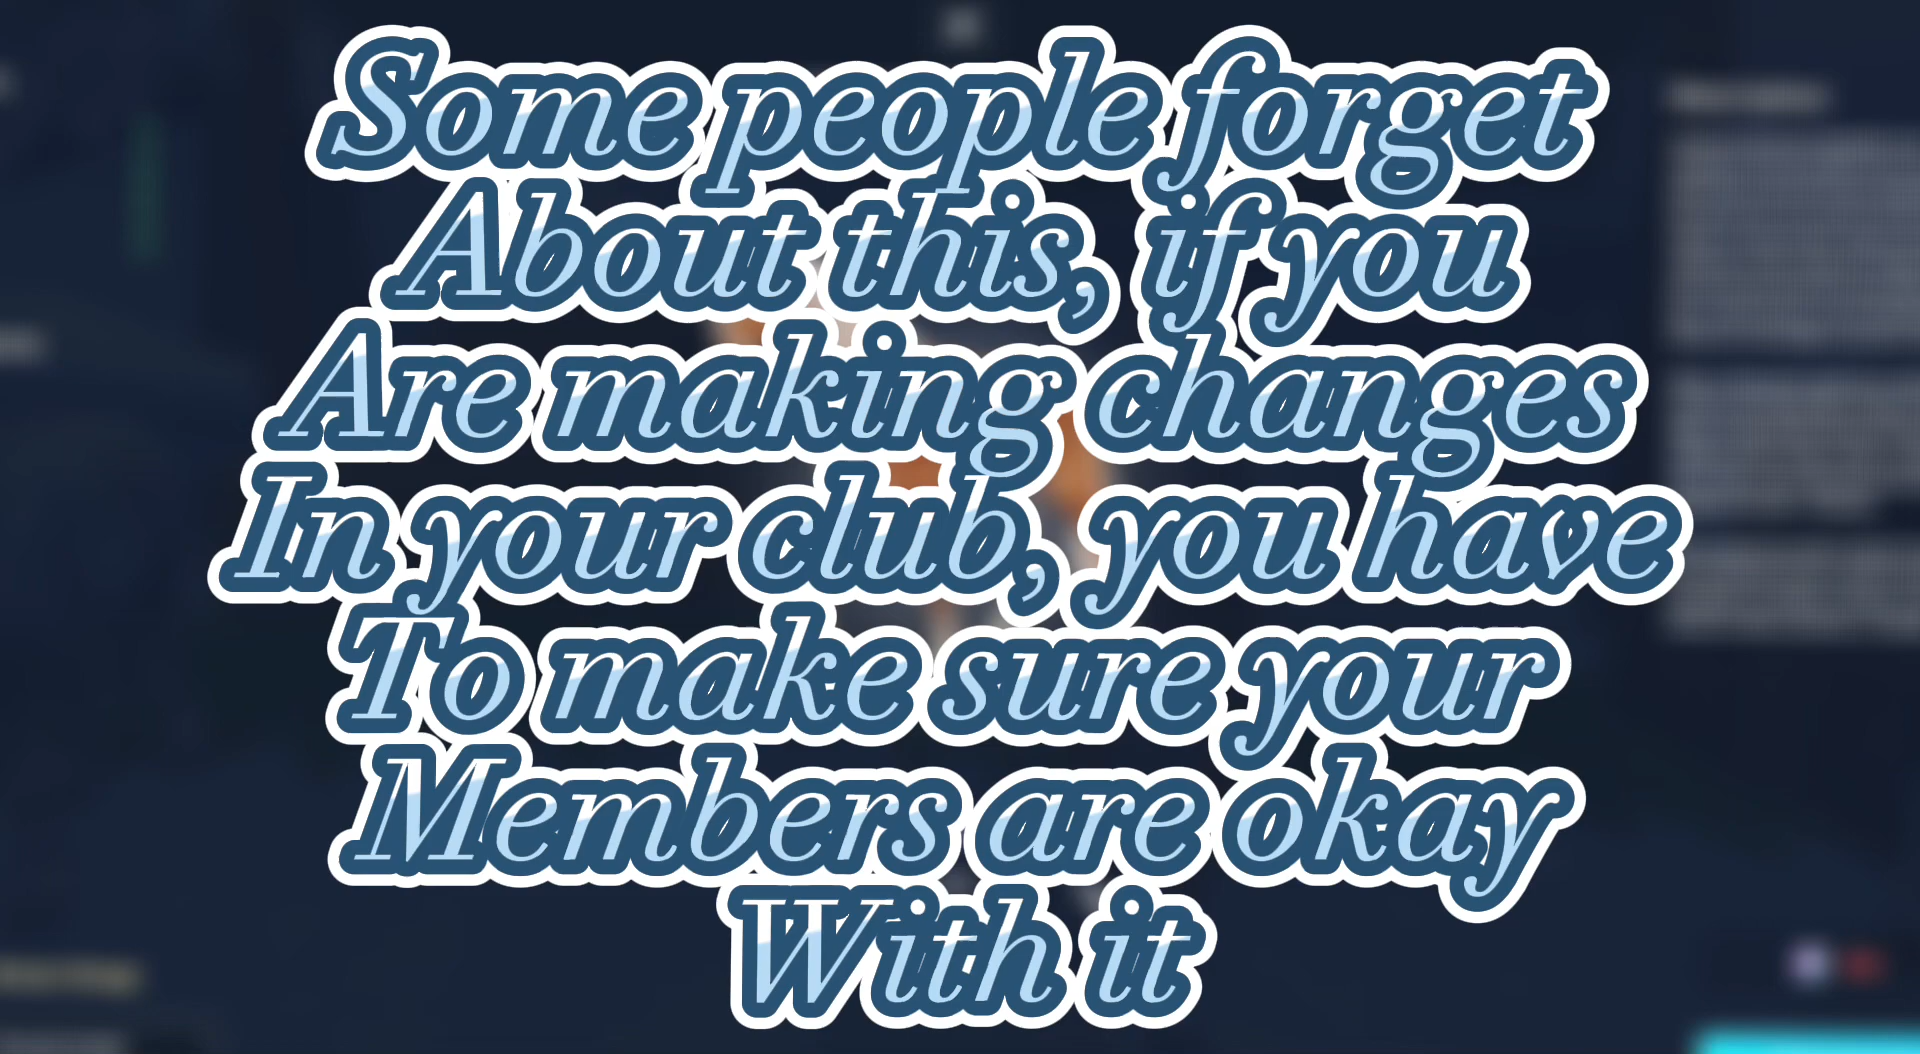 Some people forget
About this, if you
Are making changes
In your club, you have
To make sure your
Members are okay
With it